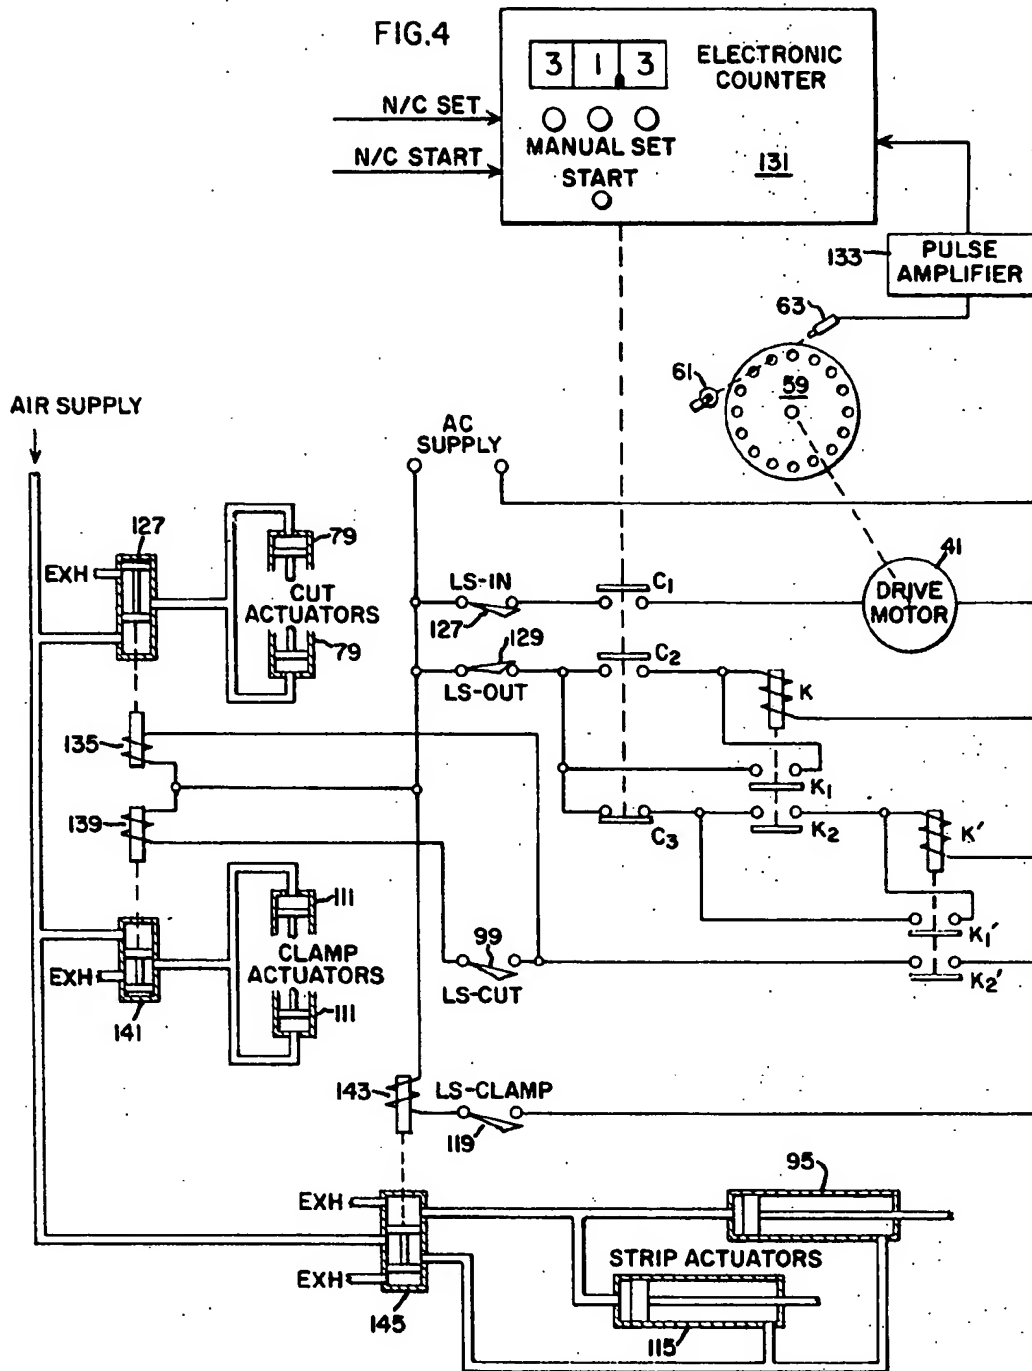 FIG.4
3 1 3
ELECTRONIC
COUNTER
N/C SET
MANUAL SET
N/C START
START
131
133
PULSE
AMPLIFIER
63
61
59
AIR SUPPLY
AC
SUPPLY
127
79
EXH
CUT
ACTUATORS
79
LS-IN
127
C1
41
DRIVE
MOTOR
129
LS-OUT
C2
K
135
K1
139
C3
K2
K'
111
CLAMP
ACTUATORS
EXH
141
111
99
LS-CUT
K1'
K2'
143
LS-CLAMP
119
95
EXH
STRIP ACTUATORS
EXH
145
115